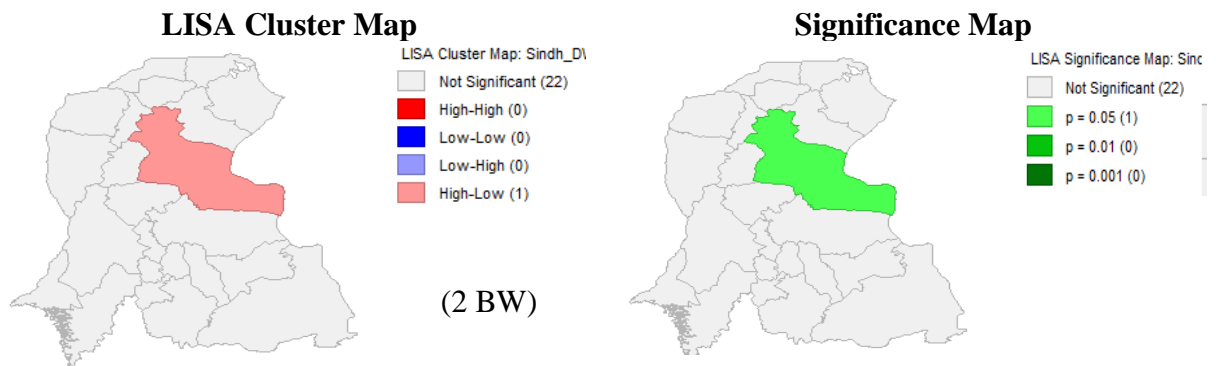 LISA Cluster Map
LISA Cluster Map: Sindh_D\
Not Significant (22)
High-High (0)
Low-Low (0)
Low-High (0)
High-Low (1)
(2 BW)
Significance Map
LISA Significance Map: Sind
Not Significant (22)
p = 0.05 (1)
p = 0.01 (0)
p = 0.001 (0)